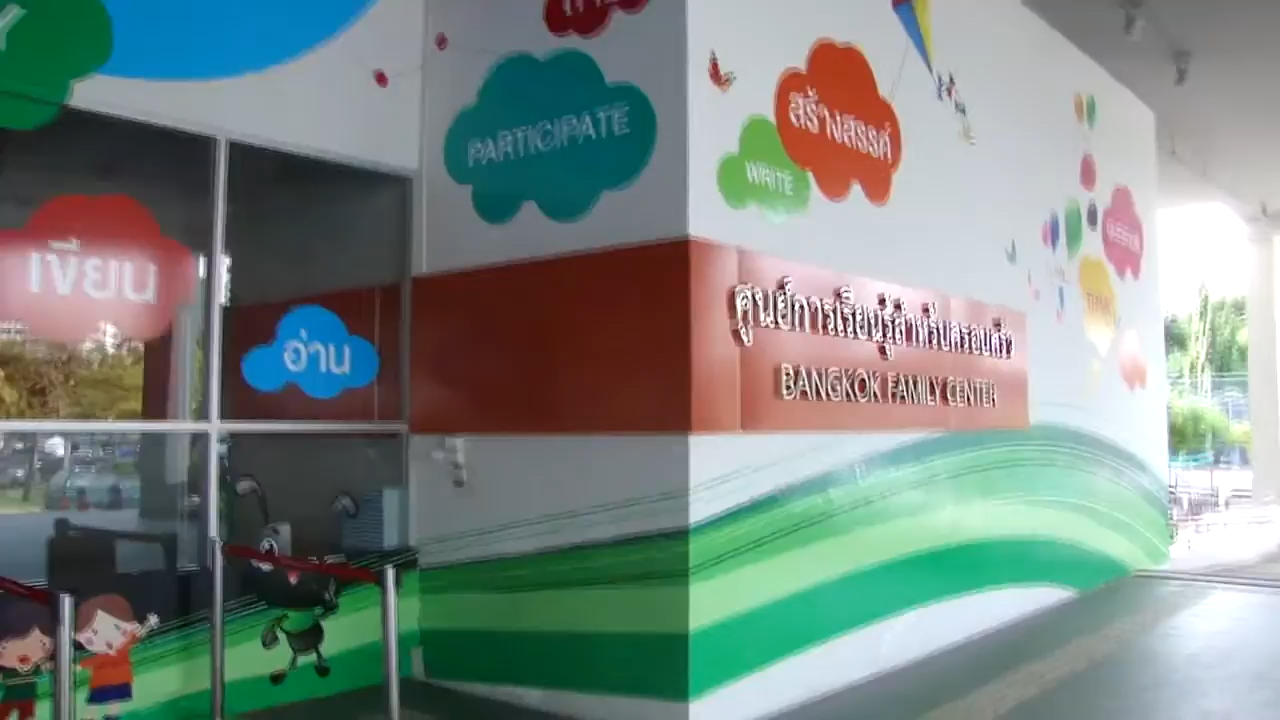 เขียน
อ่าน
PARTICIPATE
WRITE
สร้างสรรค์
ศูนย์การเรียนรู้สำหรับครอบครัว
BANGKOK FAMILY CENTER
THINK